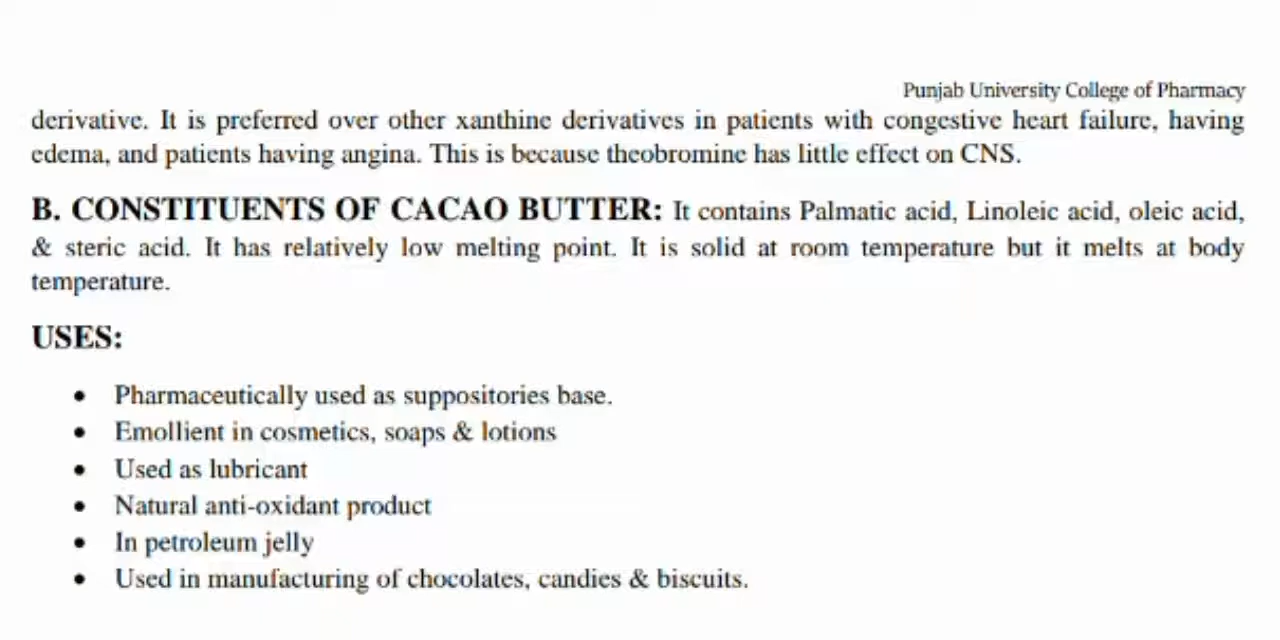 Punjab University College of Pharmacy
derivative. It is preferred over other xanthine derivatives in patients with congestive heart failure, having
edema, and patients having angina. This is because theobromine has little effect on CNS.
B. CONSTITUENTS OF CACAO BUTTER: It contains Palmatic acid, Linoleic acid, oleic acid,
& steric acid. It has relatively low melting point. It is solid at room temperature but it melts at body
temperature.
USES:
• Pharmaceutically used as suppositories base.
• Emollient in cosmetics, soaps & lotions
• Used as lubricant
• Natural anti-oxidant product
• In petroleum jelly
• Used in manufacturing of chocolates, candies & biscuits.